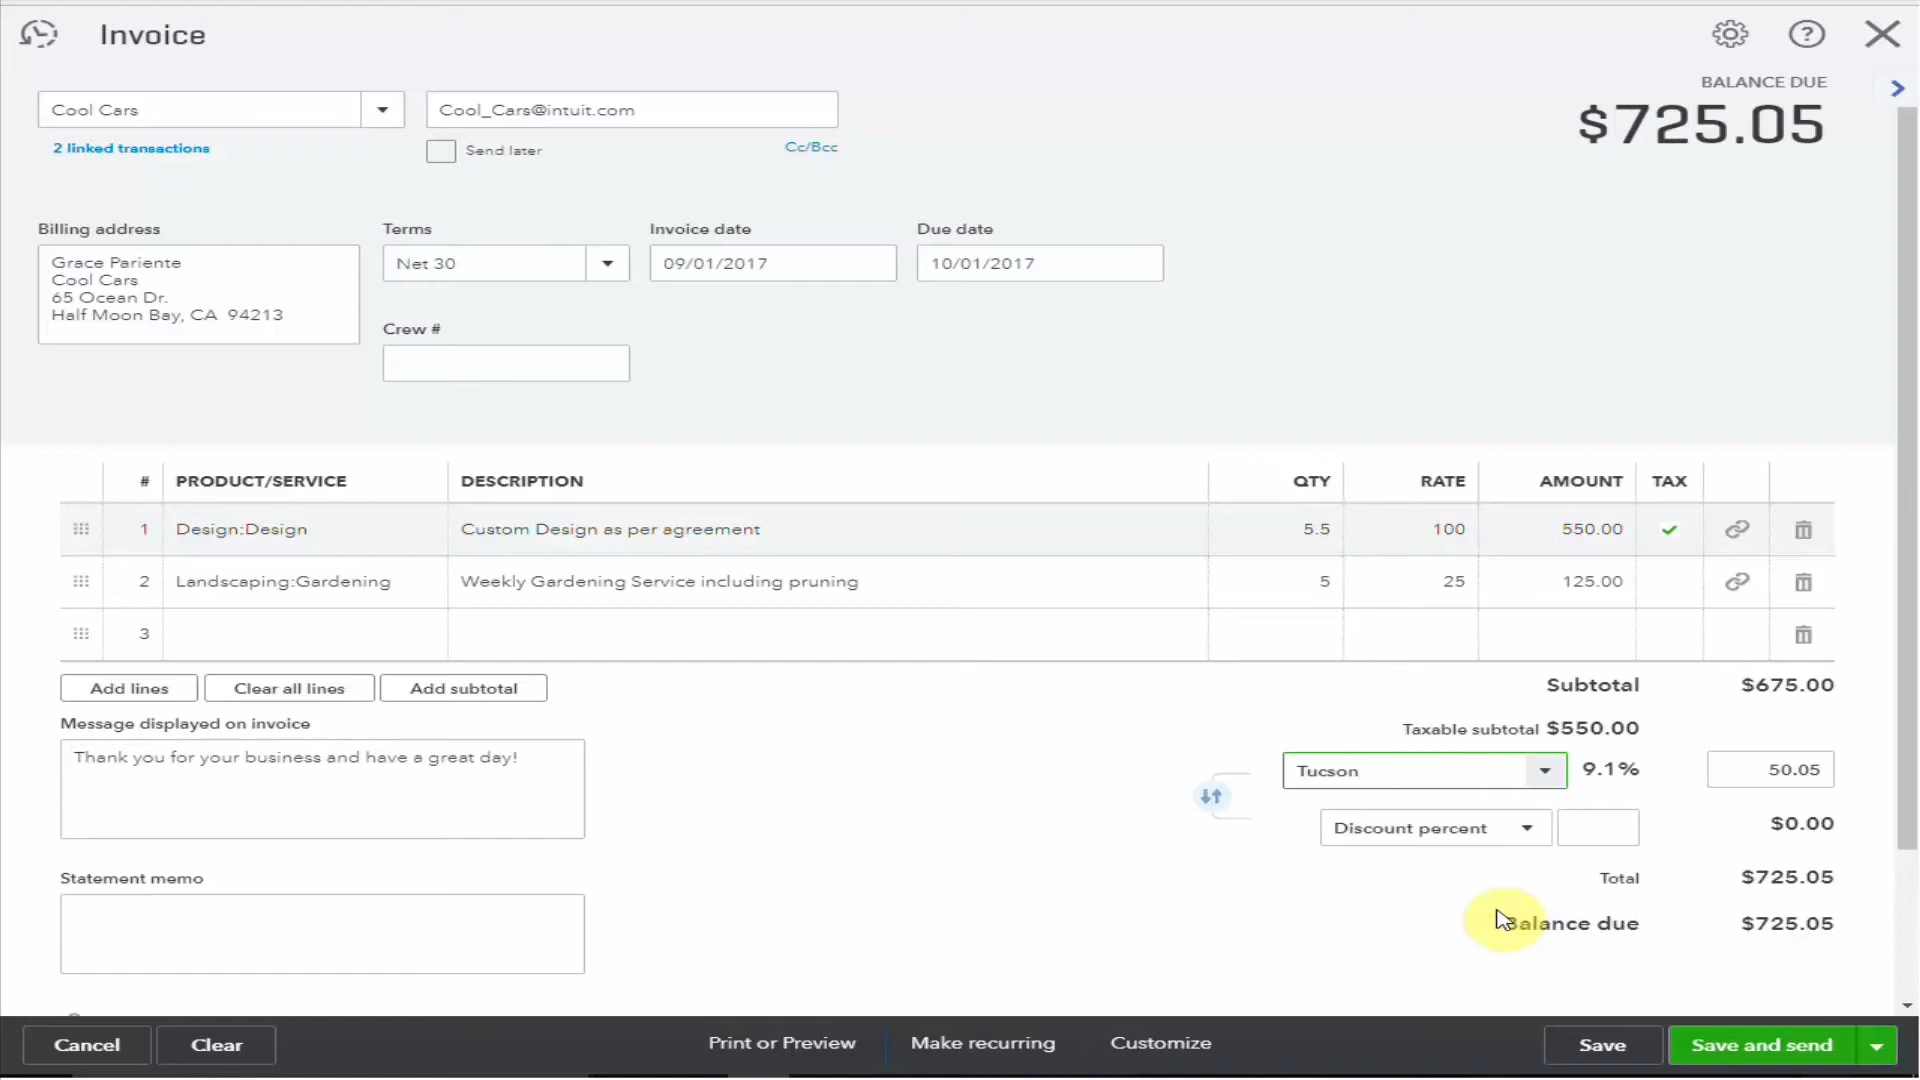 Invoice
BALANCE DUE
$725.05
Cool Cars
Cool_Cars@intuit.com
2 linked transactions
Send later
Cc/Bcc
Billing address
Terms
Invoice date
Due date
Grace Pariente
Cool Cars
65 Ocean Dr.
Half Moon Bay, CA 94213
Net 30
09/01/2017
10/01/2017
Crew #
# PRODUCT/SERVICE DESCRIPTION QTY RATE AMOUNT TAX
1 Design:Design Custom Design as per agreement 5.5 100 550.00
2 Landscaping:Gardening Weekly Gardening Service including pruning 5 25 125.00
3
Add lines
Clear all lines
Add subtotal
Subtotal $675.00
Message displayed on invoice
Taxable subtotal $550.00
Thank you for your business and have a great day!
Tucson 9.1% 50.05
Discount percent $0.00
Statement memo
Total $725.05
Balance due $725.05
Cancel
Clear
Print or Preview
Make recurring
Customize
Save
Save and send